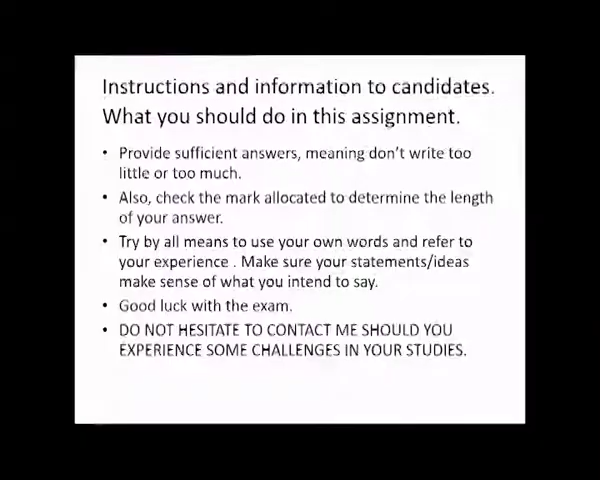 Instructions and information to candidates.
What you should do in this assignment.
• Provide sufficient answers, meaning don't write too
little or too much.
• Also, check the mark allocated to determine the length
of your answer.
• Try by all means to use your own words and refer to
your experience . Make sure your statements/ideas
make sense of what you intend to say.
• Good luck with the exam.
• DO NOT HESITATE TO CONTACT ME SHOULD YOU
EXPERIENCE SOME CHALLENGES IN YOUR STUDIES.